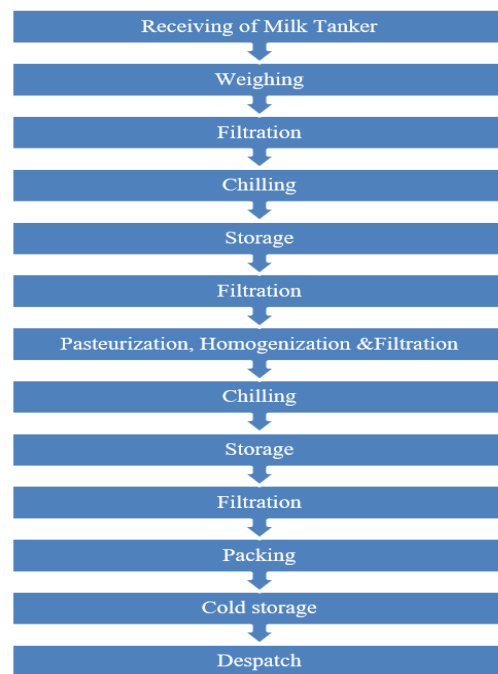 Receiving of Milk Tanker
Weighing
Filtration
Chilling
Storage
Filtration
Pasteurization, Homogenization &Filtration
Chilling
Storage
Filtration
Packing
Cold storage
Despatch